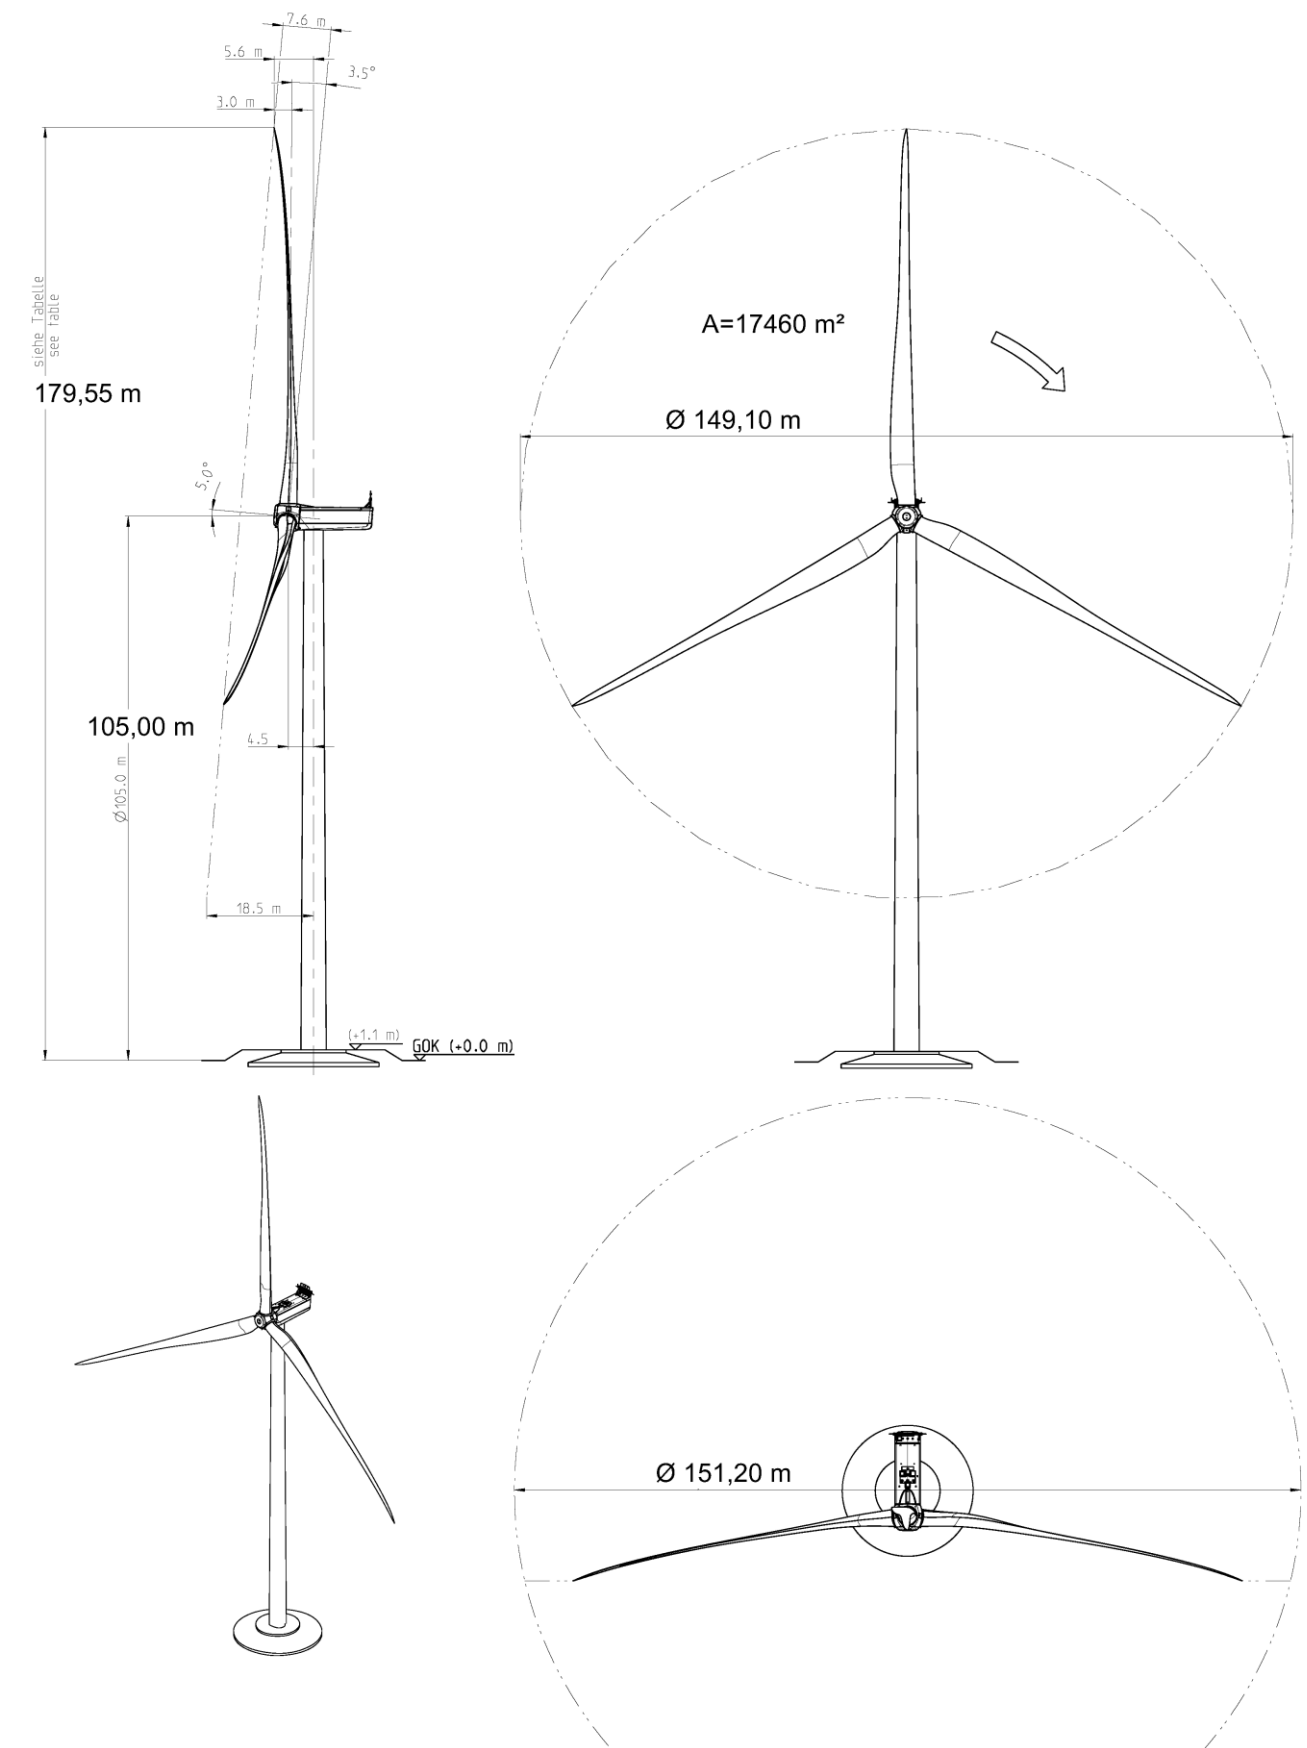 7.6 m
5.6 m
3.5°
3.0 m
siehe Tabelle
see table
179,55 m
A=17460 m²
Ø 149,10 m
5.0°
105,00 m
4.5
Ø105.0 m
18.5 m
(+1.1 m)
GOK (+0.0 m)
Ø 151,20 m